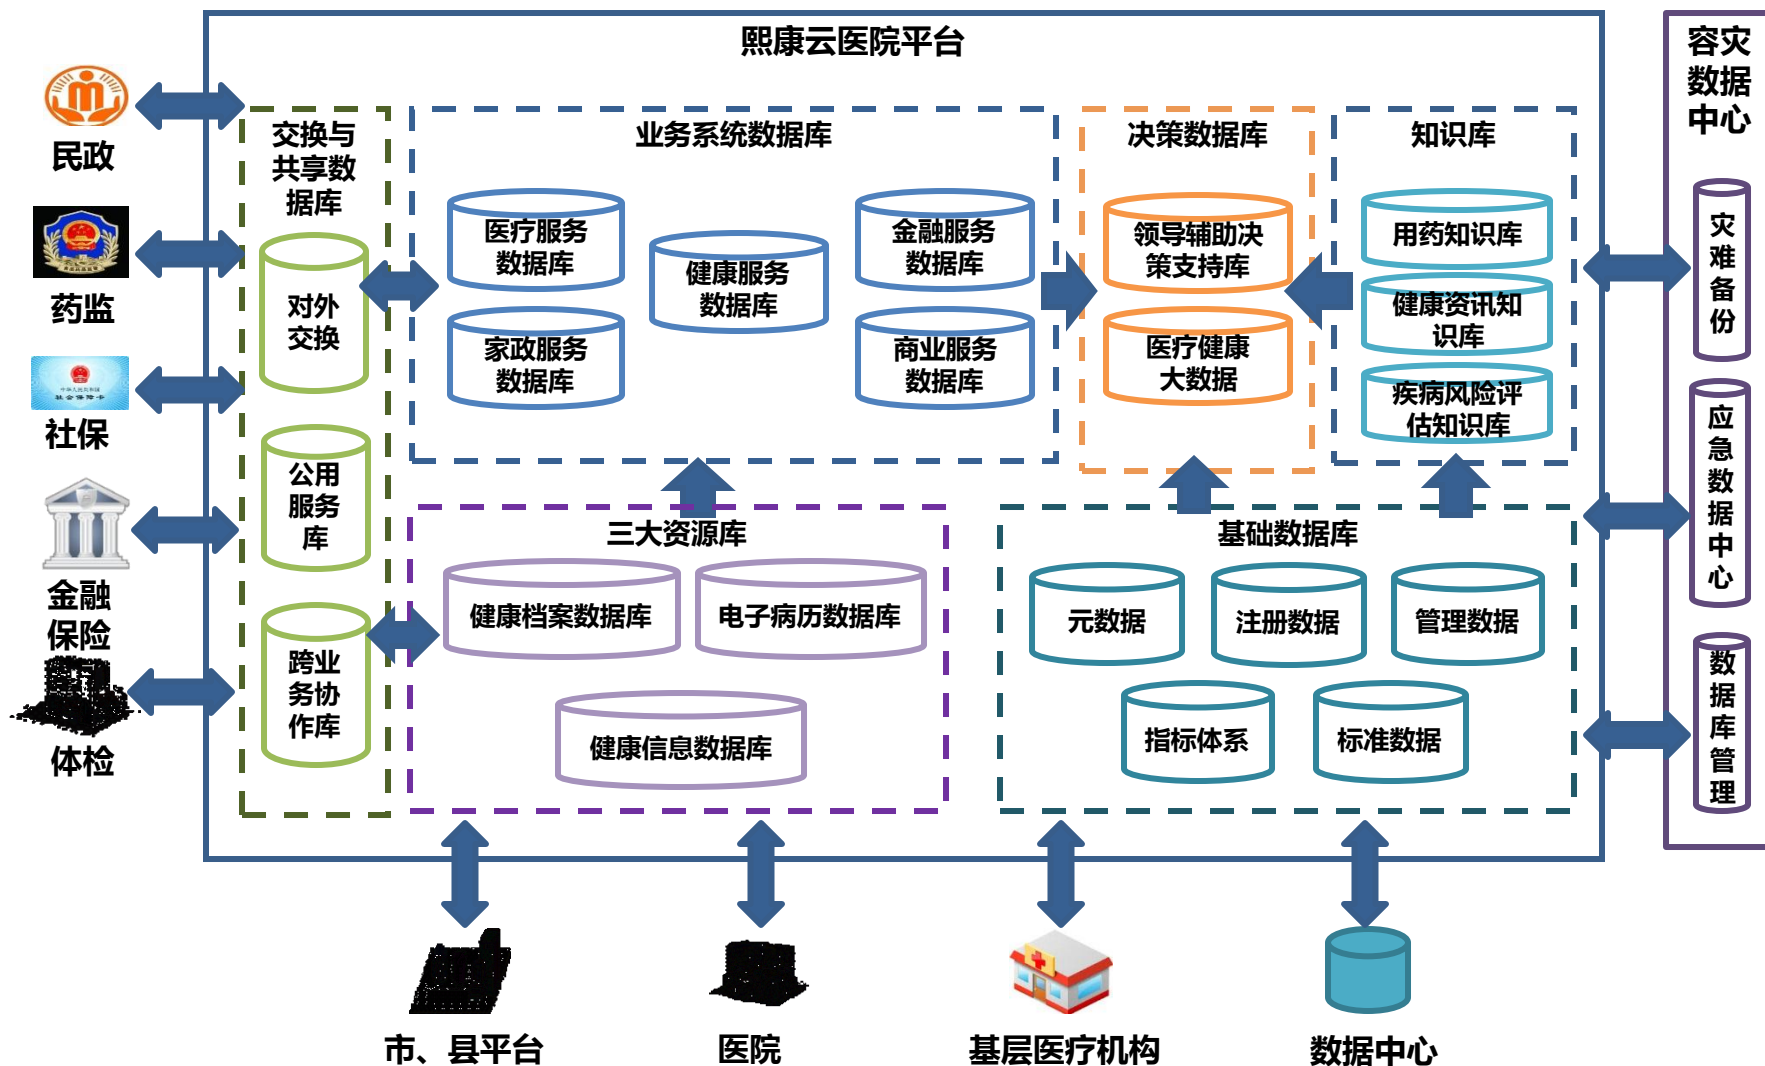 熙康云医院平台
容灾
数据
中心
民政
药监
社保
金融
保险
体检
交换与
共享数
据库
对外
交换
公用
服务
库
跨业
务协
作库
业务系统数据库
医疗服务
数据库
健康服务
数据库
金融服务
数据库
家政服务
数据库
商业服务
数据库
决策数据库
领导辅助决
策支持库
医疗健康
大数据
知识库
用药知识库
健康资讯知
识库
疾病风险评
估知识库
三大资源库
健康档案数据库
电子病历数据库
健康信息数据库
基础数据库
元数据
注册数据
管理数据
指标体系
标准数据
灾
难
备
份
应
急
数
据
中
心
数
据
库
管
理
市、县平台
医院
基层医疗机构
数据中心